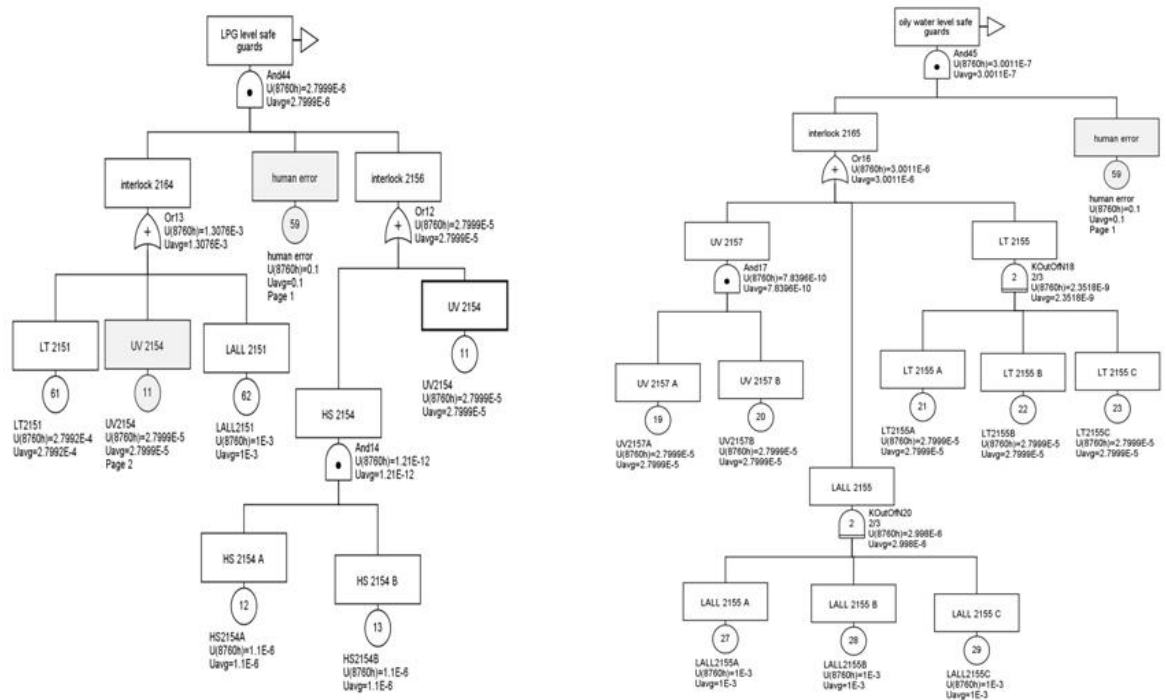 LPG level safe
guards
And44
U(8760h)=2.7999E-6
Uavg=2.7999E-6
interlock 2164
Or13
U(8760h)=1.3076E-3
Uavg=1.3076E-3
human error
59
human error
U(8760h)=0.1
Uavg=0.1
Page 1
interlock 2156
Or12
U(8760h)=2.7999E-5
Uavg=2.7999E-5
LT 2151
61
LT2151
U(8760h)=2.7992E-4
Uavg=2.7992E-4
UV 2154
11
UV2154
U(8760h)=2.7999E-5
Uavg=2.7999E-5
Page 2
LALL 2151
62
LALL2151
U(8760h)=1E-3
Uavg=1E-3
HS 2154
And14
U(8760h)=1.21E-12
Uavg=1.21E-12
UV 2154
11
UV2154
U(8760h)=2.7999E-5
Uavg=2.7999E-5
HS 2154 A
12
HS2154A
U(8760h)=1.1E-6
Uavg=1.1E-6
HS 2154 B
13
HS2154B
U(8760h)=1.1E-6
Uavg=1.1E-6
oily water level safe
guards
And45
U(8760h)=3.0011E-7
Uavg=3.0011E-7
interlock 2165
Or16
U(8760h)=3.0011E-6
Uavg=3.0011E-6
human error
59
human error
U(8760h)=0.1
Uavg=0.1
Page 1
UV 2157
And17
U(8760h)=7.8396E-10
Uavg=7.8396E-10
LT 2155
2
KOutOfN18
2/3
U(8760h)=2.3518E-9
Uavg=2.3518E-9
UV 2157 A
19
UV2157A
U(8760h)=2.7999E-5
Uavg=2.7999E-5
UV 2157 B
20
UV2157B
U(8760h)=2.7999E-5
Uavg=2.7999E-5
LT 2155 A
21
LT2155A
U(8760h)=2.7999E-5
Uavg=2.7999E-5
LT 2155 B
22
LT2155B
U(8760h)=2.7999E-5
Uavg=2.7999E-5
LT 2155 C
23
LT2155C
U(8760h)=2.7999E-5
Uavg=2.7999E-5
LALL 2155
2
KOutOfN20
2/3
U(8760h)=2.998E-6
Uavg=2.998E-6
LALL 2155 A
27
LALL2155A
U(8760h)=1E-3
Uavg=1E-3
LALL 2155 B
28
LALL2155B
U(8760h)=1E-3
Uavg=1E-3
LALL 2155 C
29
LALL2155C
U(8760h)=1E-3
Uavg=1E-3